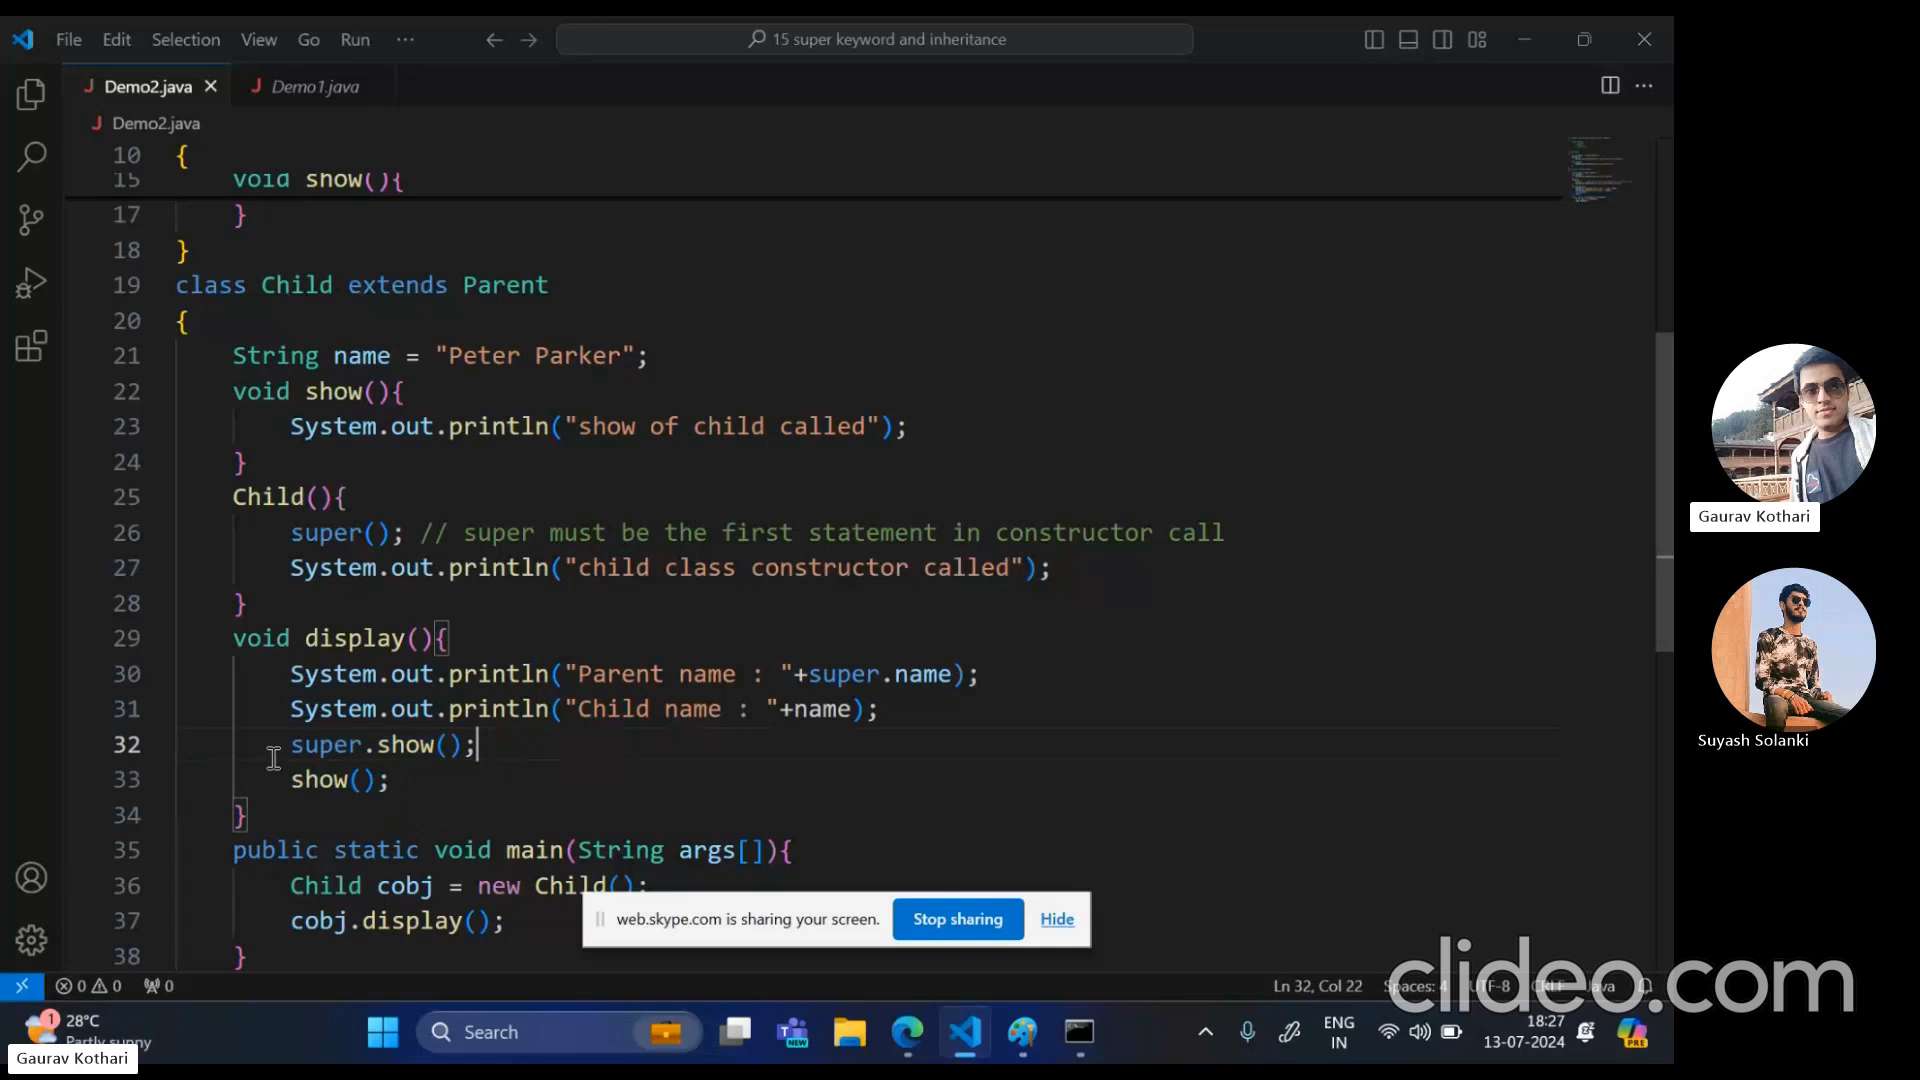 File Edit Selection View Go Run ··· 15 super keyword and inheritance
J Demo2.java J Demo1.java
J Demo2.java
10 {
15 void show(){
17 }
18 }
19 class Child extends Parent
20 {
21 String name = "Peter Parker";
22 void show(){
23 System.out.println("show of child called");
24 }
25 Child(){
26 super(); // super must be the first statement in constructor call
27 System.out.println("child class constructor called");
28 }
29 void display(){
30 System.out.println("Parent name : "+super.name);
31 System.out.println("Child name : "+name);
32 super.show();
33 show();
34 }
35 public static void main(String args[]){
36 Child cobj = new Child();
37 cobj.display();
38 }
Gaurav Kothari
Suyash Solanki
web.skype.com is sharing your screen. Stop sharing Hide
0 0 0 Ln 32, Col 22 Spaces: 4 UTF-8 CRLF Java
clideo.com
1 28°C
Partly sunny
Search
NEW
ENG
IN
18:27
13-07-2024
PRE
Gaurav Kothari